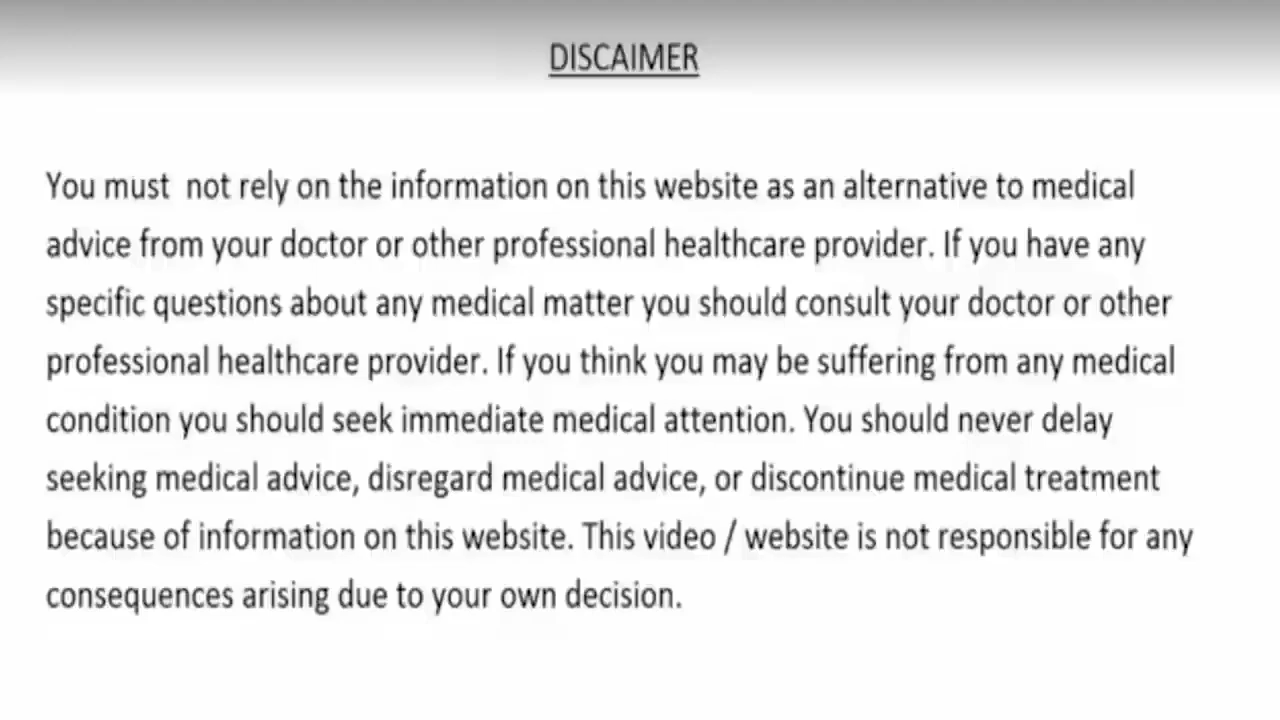 DISCAIMER
You must  not rely on the information on this website as an alternative to medical
advice from your doctor or other professional healthcare provider. If you have any
specific questions about any medical matter you should consult your doctor or other
professional healthcare provider. If you think you may be suffering from any medical
condition you should seek immediate medical attention. You should never delay
seeking medical advice, disregard medical advice, or discontinue medical treatment
because of information on this website. This video / website is not responsible for any
consequences arising due to your own decision.